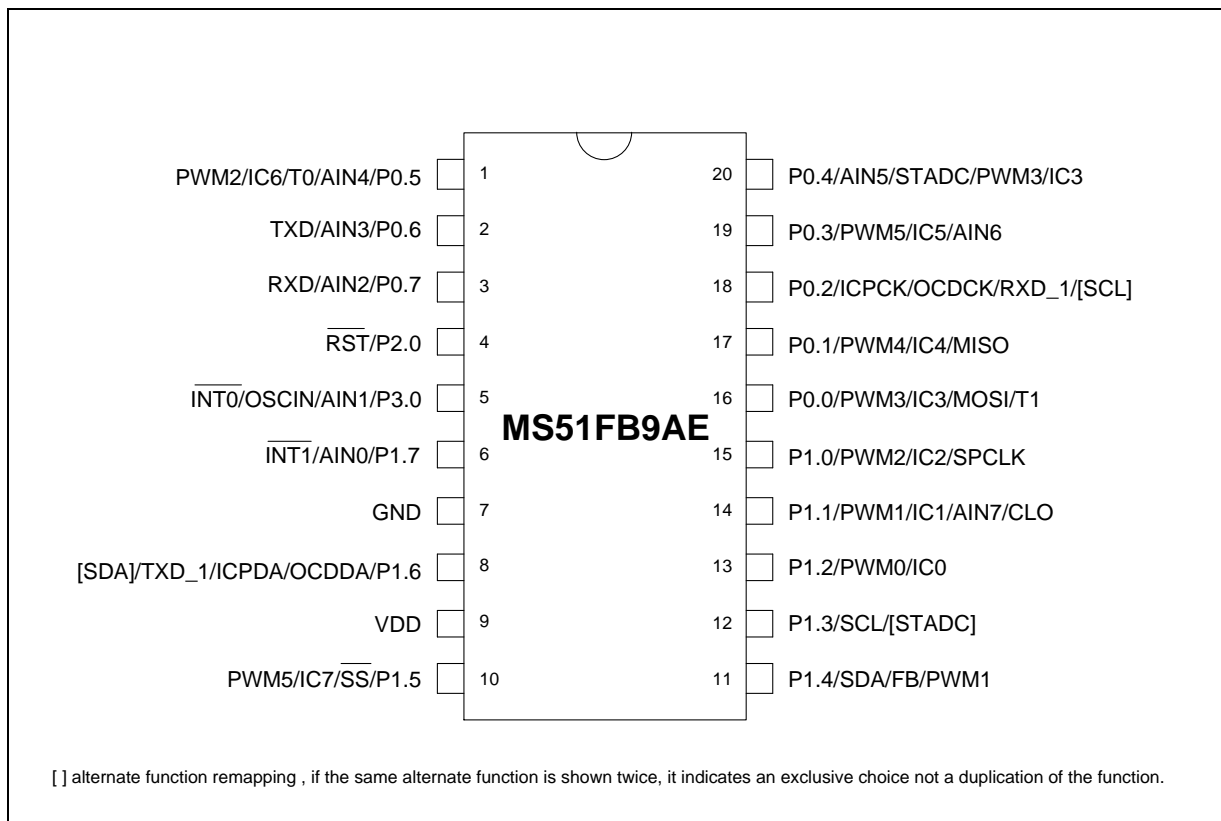 PWM2/IC6/T0/AIN4/P0.5 1 20 P0.4/AIN5/STADC/PWM3/IC3
TXD/AIN3/P0.6 2 19 P0.3/PWM5/IC5/AIN6
RXD/AIN2/P0.7 3 18 P0.2/ICPCK/OCDCK/RXD_1/[SCL]
RST/P2.0 4 17 P0.1/PWM4/IC4/MISO
INT0/OSCIN/AIN1/P3.0 5 16 P0.0/PWM3/IC3/MOSI/T1
MS51FB9AE
INT1/AIN0/P1.7 6 15 P1.0/PWM2/IC2/SPCLK
GND 7 14 P1.1/PWM1/IC1/AIN7/CLO
[SDA]/TXD_1/ICPDA/OCDDA/P1.6 8 13 P1.2/PWM0/IC0
VDD 9 12 P1.3/SCL/[STADC]
PWM5/IC7/SS/P1.5 10 11 P1.4/SDA/FB/PWM1
[ ] alternate function remapping , if the same alternate function is shown twice, it indicates an exclusive choice not a duplication of the function.